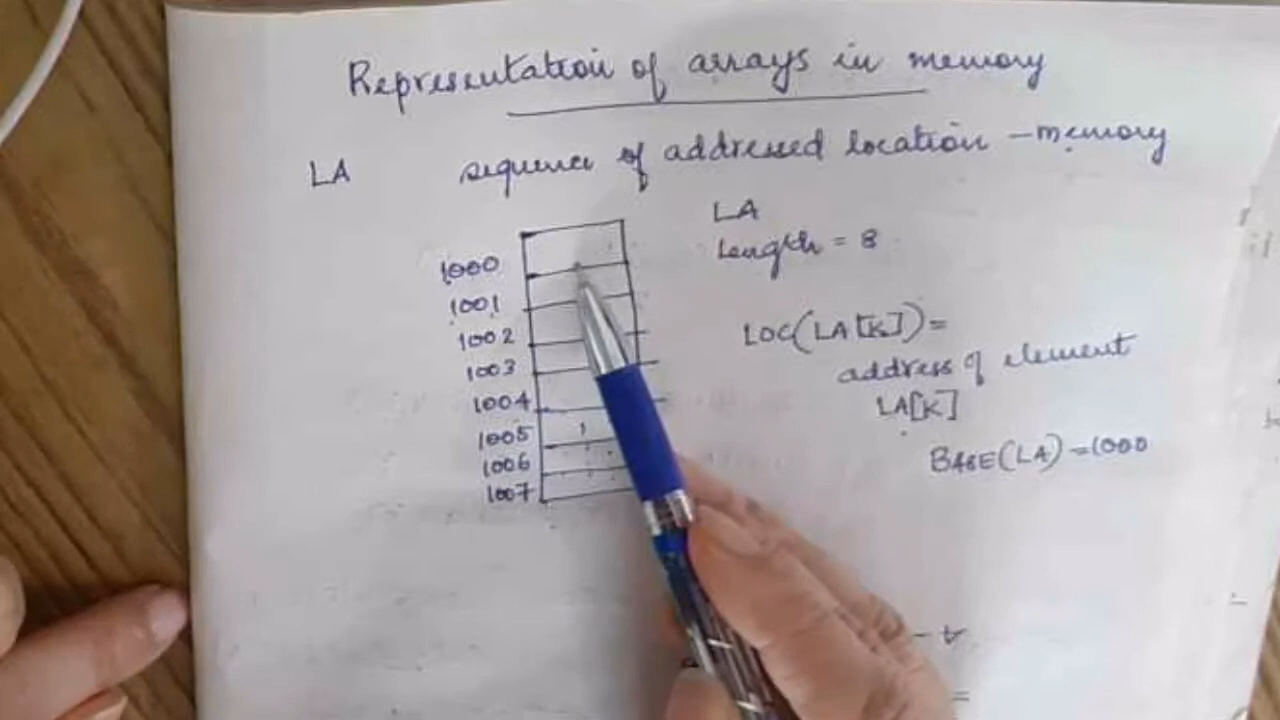 Representation of arrays in memory
LA sequence of addressed location - memory
LA
Length = 8
1000
1001
1002
1003
1004
1005
1006
1007
LOC(LA[K]) =
address of element
LA[K]
BASE(LA) = 1000